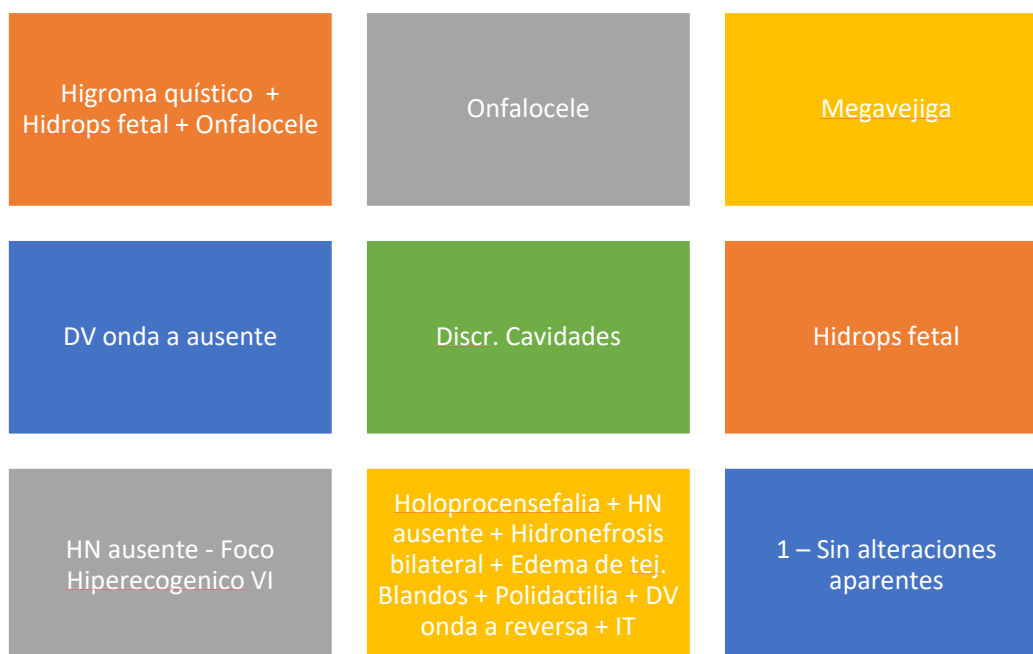 Higroma quístico +
Hidrops fetal + Onfalocele
Onfalocele
Megavejiga
DV onda a ausente
Discr. Cavidades
Hidrops fetal
HN ausente - Foco
Hiperecogenico VI
Holoprocensefalia + HN
ausente + Hidronefrosis
bilateral + Edema de tej.
Blandos + Polidactilia + DV
onda a reversa + IT
1 – Sin alteraciones
aparentes